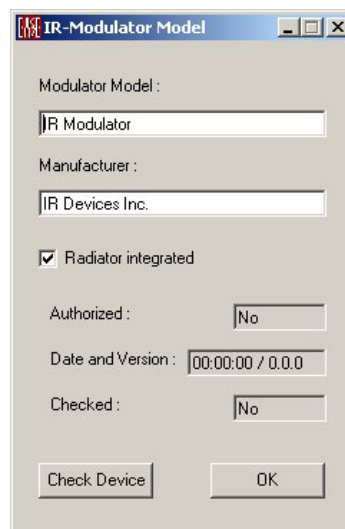 IR-Modulator Model
Modulator Model :
IR Modulator
Manufacturer :
IR Devices Inc.
Radiator integrated
Authorized : No
Date and Version : 00:00:00 / 0.0.0
Checked : No
Check Device OK